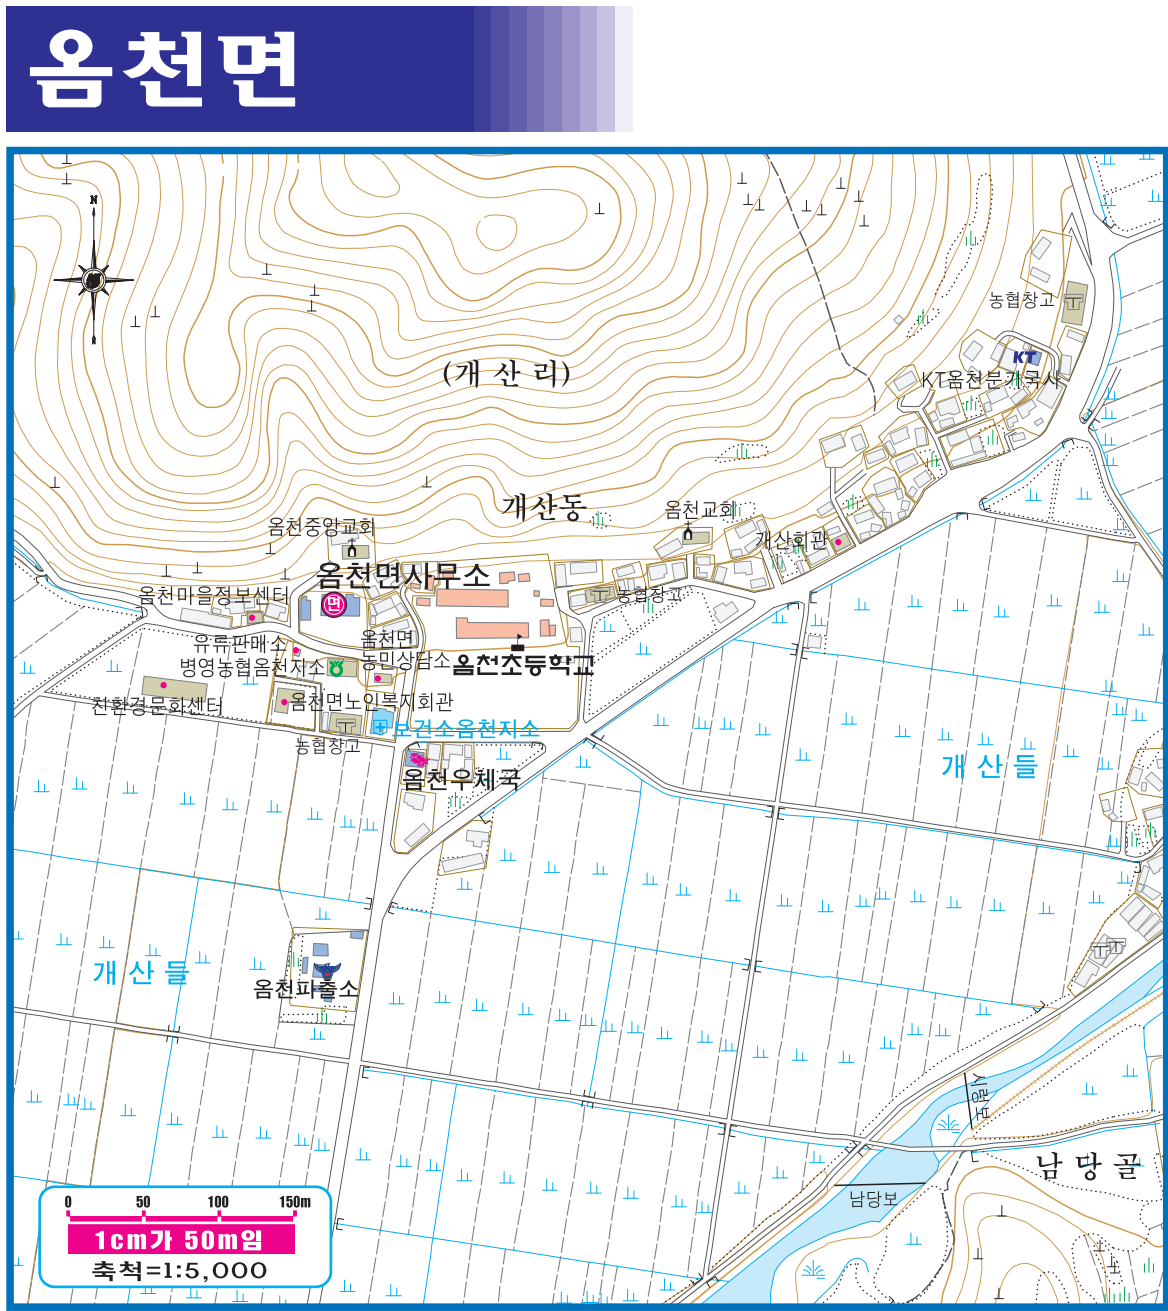 옴천면
N
농협창고
KT
KT옴천분기국사
(개 산 리)
개산동
옴천교회
개산회관
옴천중앙교회
옴천면사무소
면
옴천마을정보센터
농협창고
유류판매소
옴천면
농민상담소
병영농협옴천지소
옴천초등학교
친환경문화센터
옴천면노인복지회관
보건소옴천지소
농협창고
옴천우체국
개 산 들
개 산 들
옴천파출소
남 당 골
남당보
0 50 100 150m
1cm가 50m임
축척=1:5,000